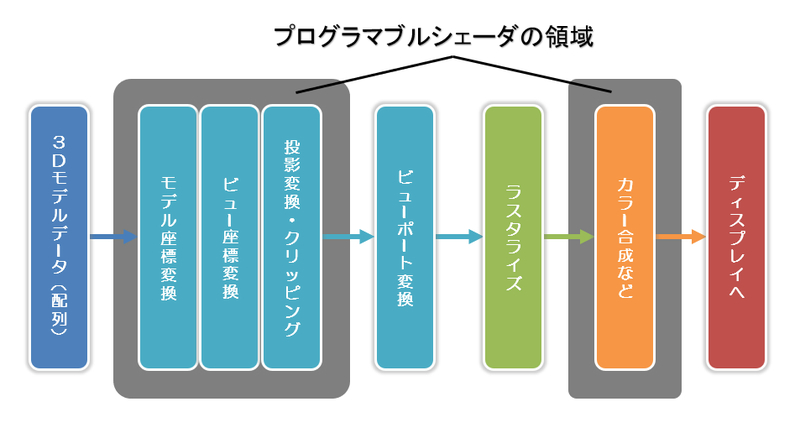 プログラマブルシェーダの領域
3Dモデルデータ(配列)
モデル座標変換
ビュー座標変換
投影変換・クリッピング
ビューポート変換
ラスタライズ
カラー合成など
ディスプレイへ